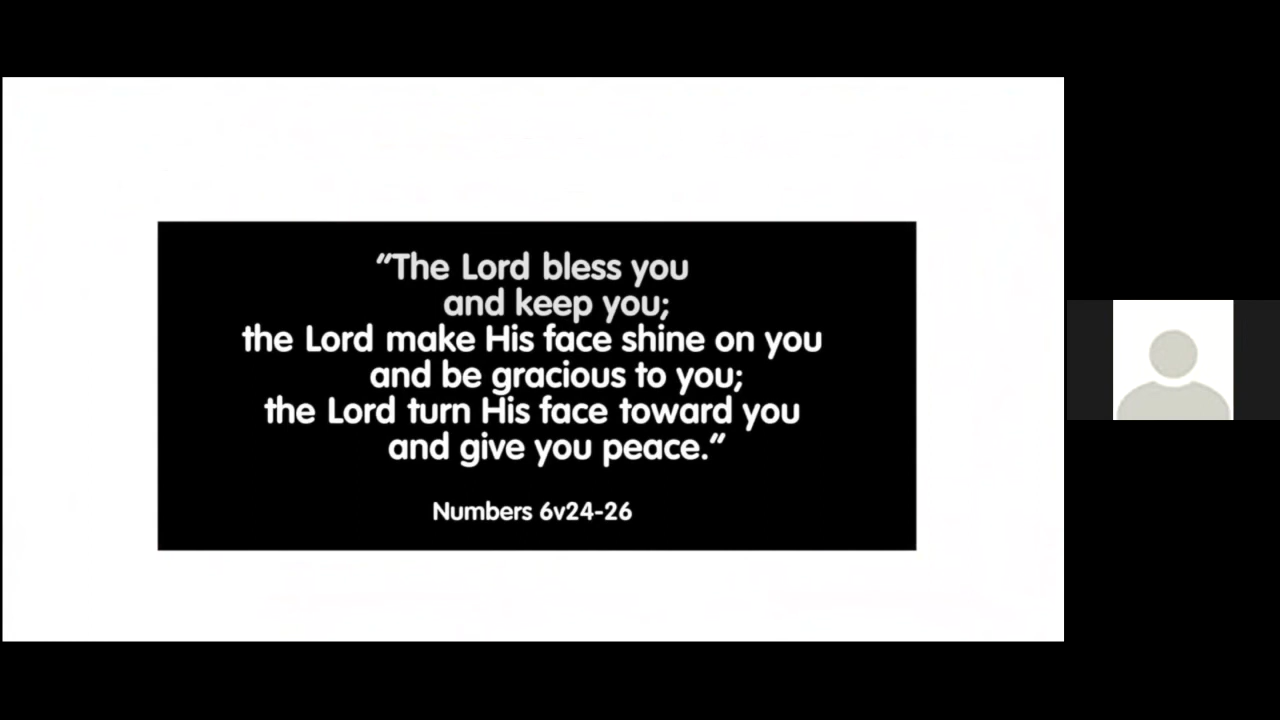 “The Lord bless you
and keep you;
the Lord make His face shine on you
and be gracious to you;
the Lord turn His face toward you
and give you peace.”
Numbers 6v24-26